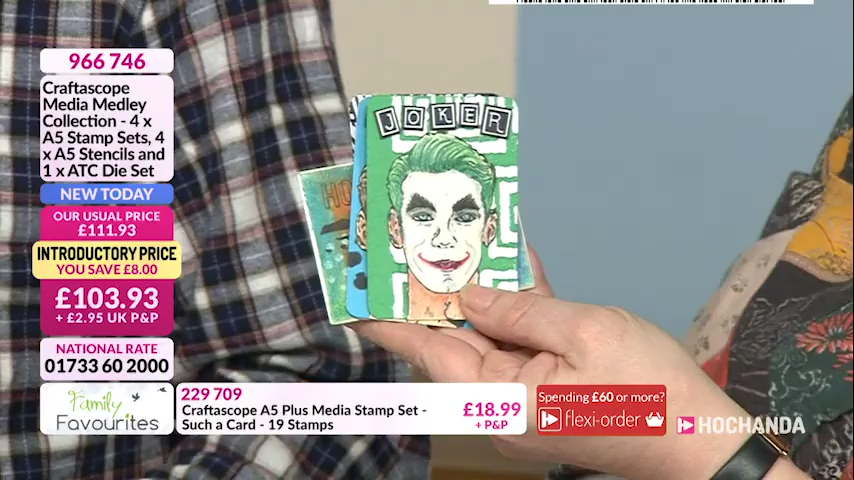 966 746
Craftascope
Media Medley
Collection - 4 x
A5 Stamp Sets, 4
x A5 Stencils and
1 x ATC Die Set
NEW TODAY
OUR USUAL PRICE
£111.93
INTRODUCTORY PRICE
YOU SAVE £8.00
£103.93
+ £2.95 UK P&P
NATIONAL RATE
01733 60 2000
Family
Favourites
229 709
Craftascope A5 Plus Media Stamp Set -
Such a Card - 19 Stamps
£18.99
+ P&P
Spending £60 or more?
flexi-order
HOCHANDA
JOKER